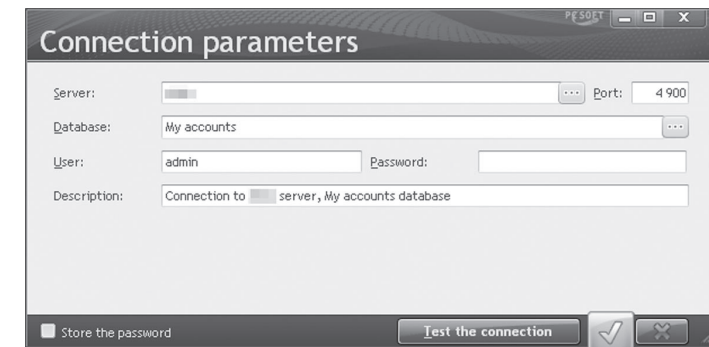 PC SOFT
Connection parameters
Server: ... Port: 4 900
Database: My accounts ...
User: admin Password:
Description: Connection to server, My accounts database
Store the password Test the connection